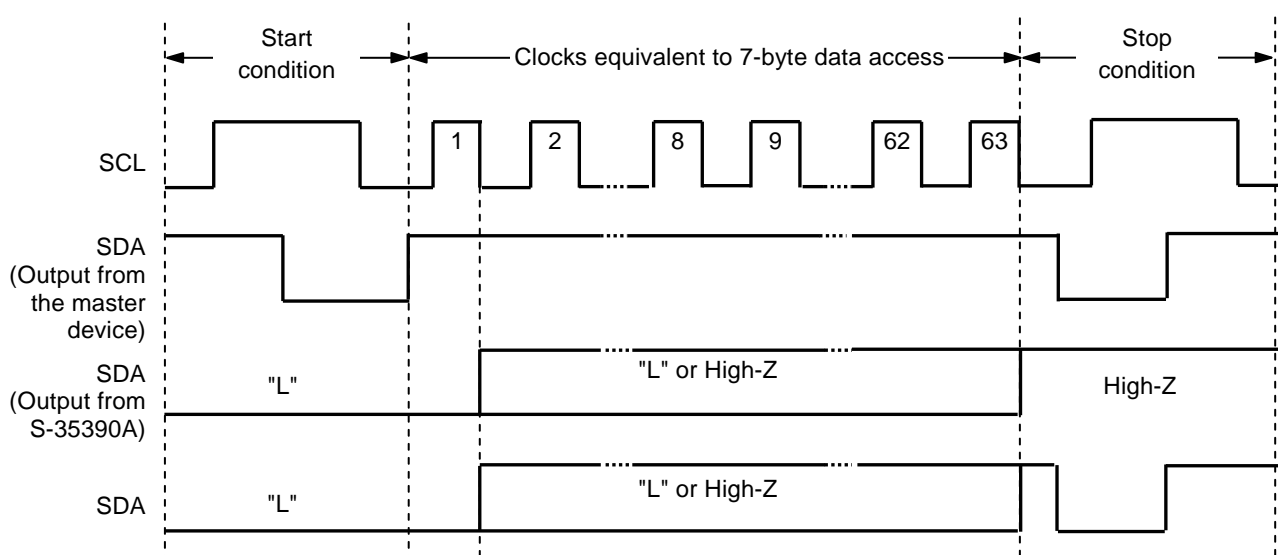 Start
condition
Clocks equivalent to 7-byte data access
Stop
condition
SCL
1
2
8
9
62
63
SDA
(Output from
the master
device)
SDA
(Output from
S-35390A)
"L"
"L" or High-Z
High-Z
SDA
"L"
"L" or High-Z